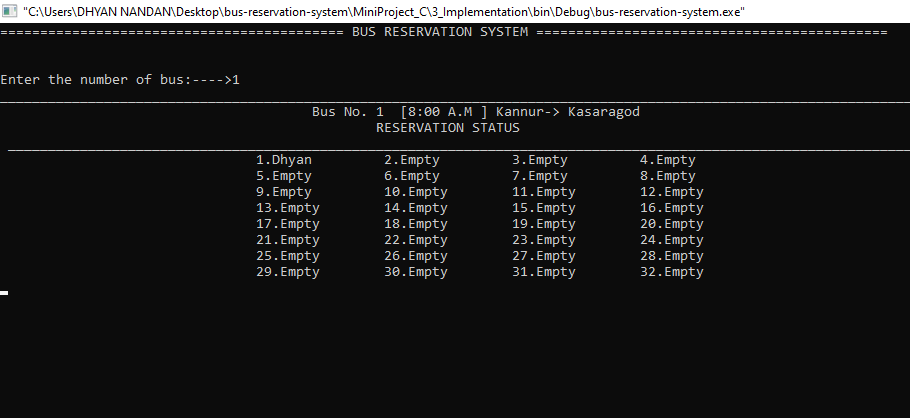 "C:\Users\DHYAN NANDAN\Desktop\bus-reservation-system\MiniProject_C\3_Implementation\bin\Debug\bus-reservation-system.exe"
=========================================== BUS RESERVATION SYSTEM ============================================
Enter the number of bus:---->1
Bus No. 1 [8:00 A.M ] Kannur-> Kasaragod
RESERVATION STATUS
1.Dhyan 2.Empty 3.Empty 4.Empty
5.Empty 6.Empty 7.Empty 8.Empty
9.Empty 10.Empty 11.Empty 12.Empty
13.Empty 14.Empty 15.Empty 16.Empty
17.Empty 18.Empty 19.Empty 20.Empty
21.Empty 22.Empty 23.Empty 24.Empty
25.Empty 26.Empty 27.Empty 28.Empty
29.Empty 30.Empty 31.Empty 32.Empty